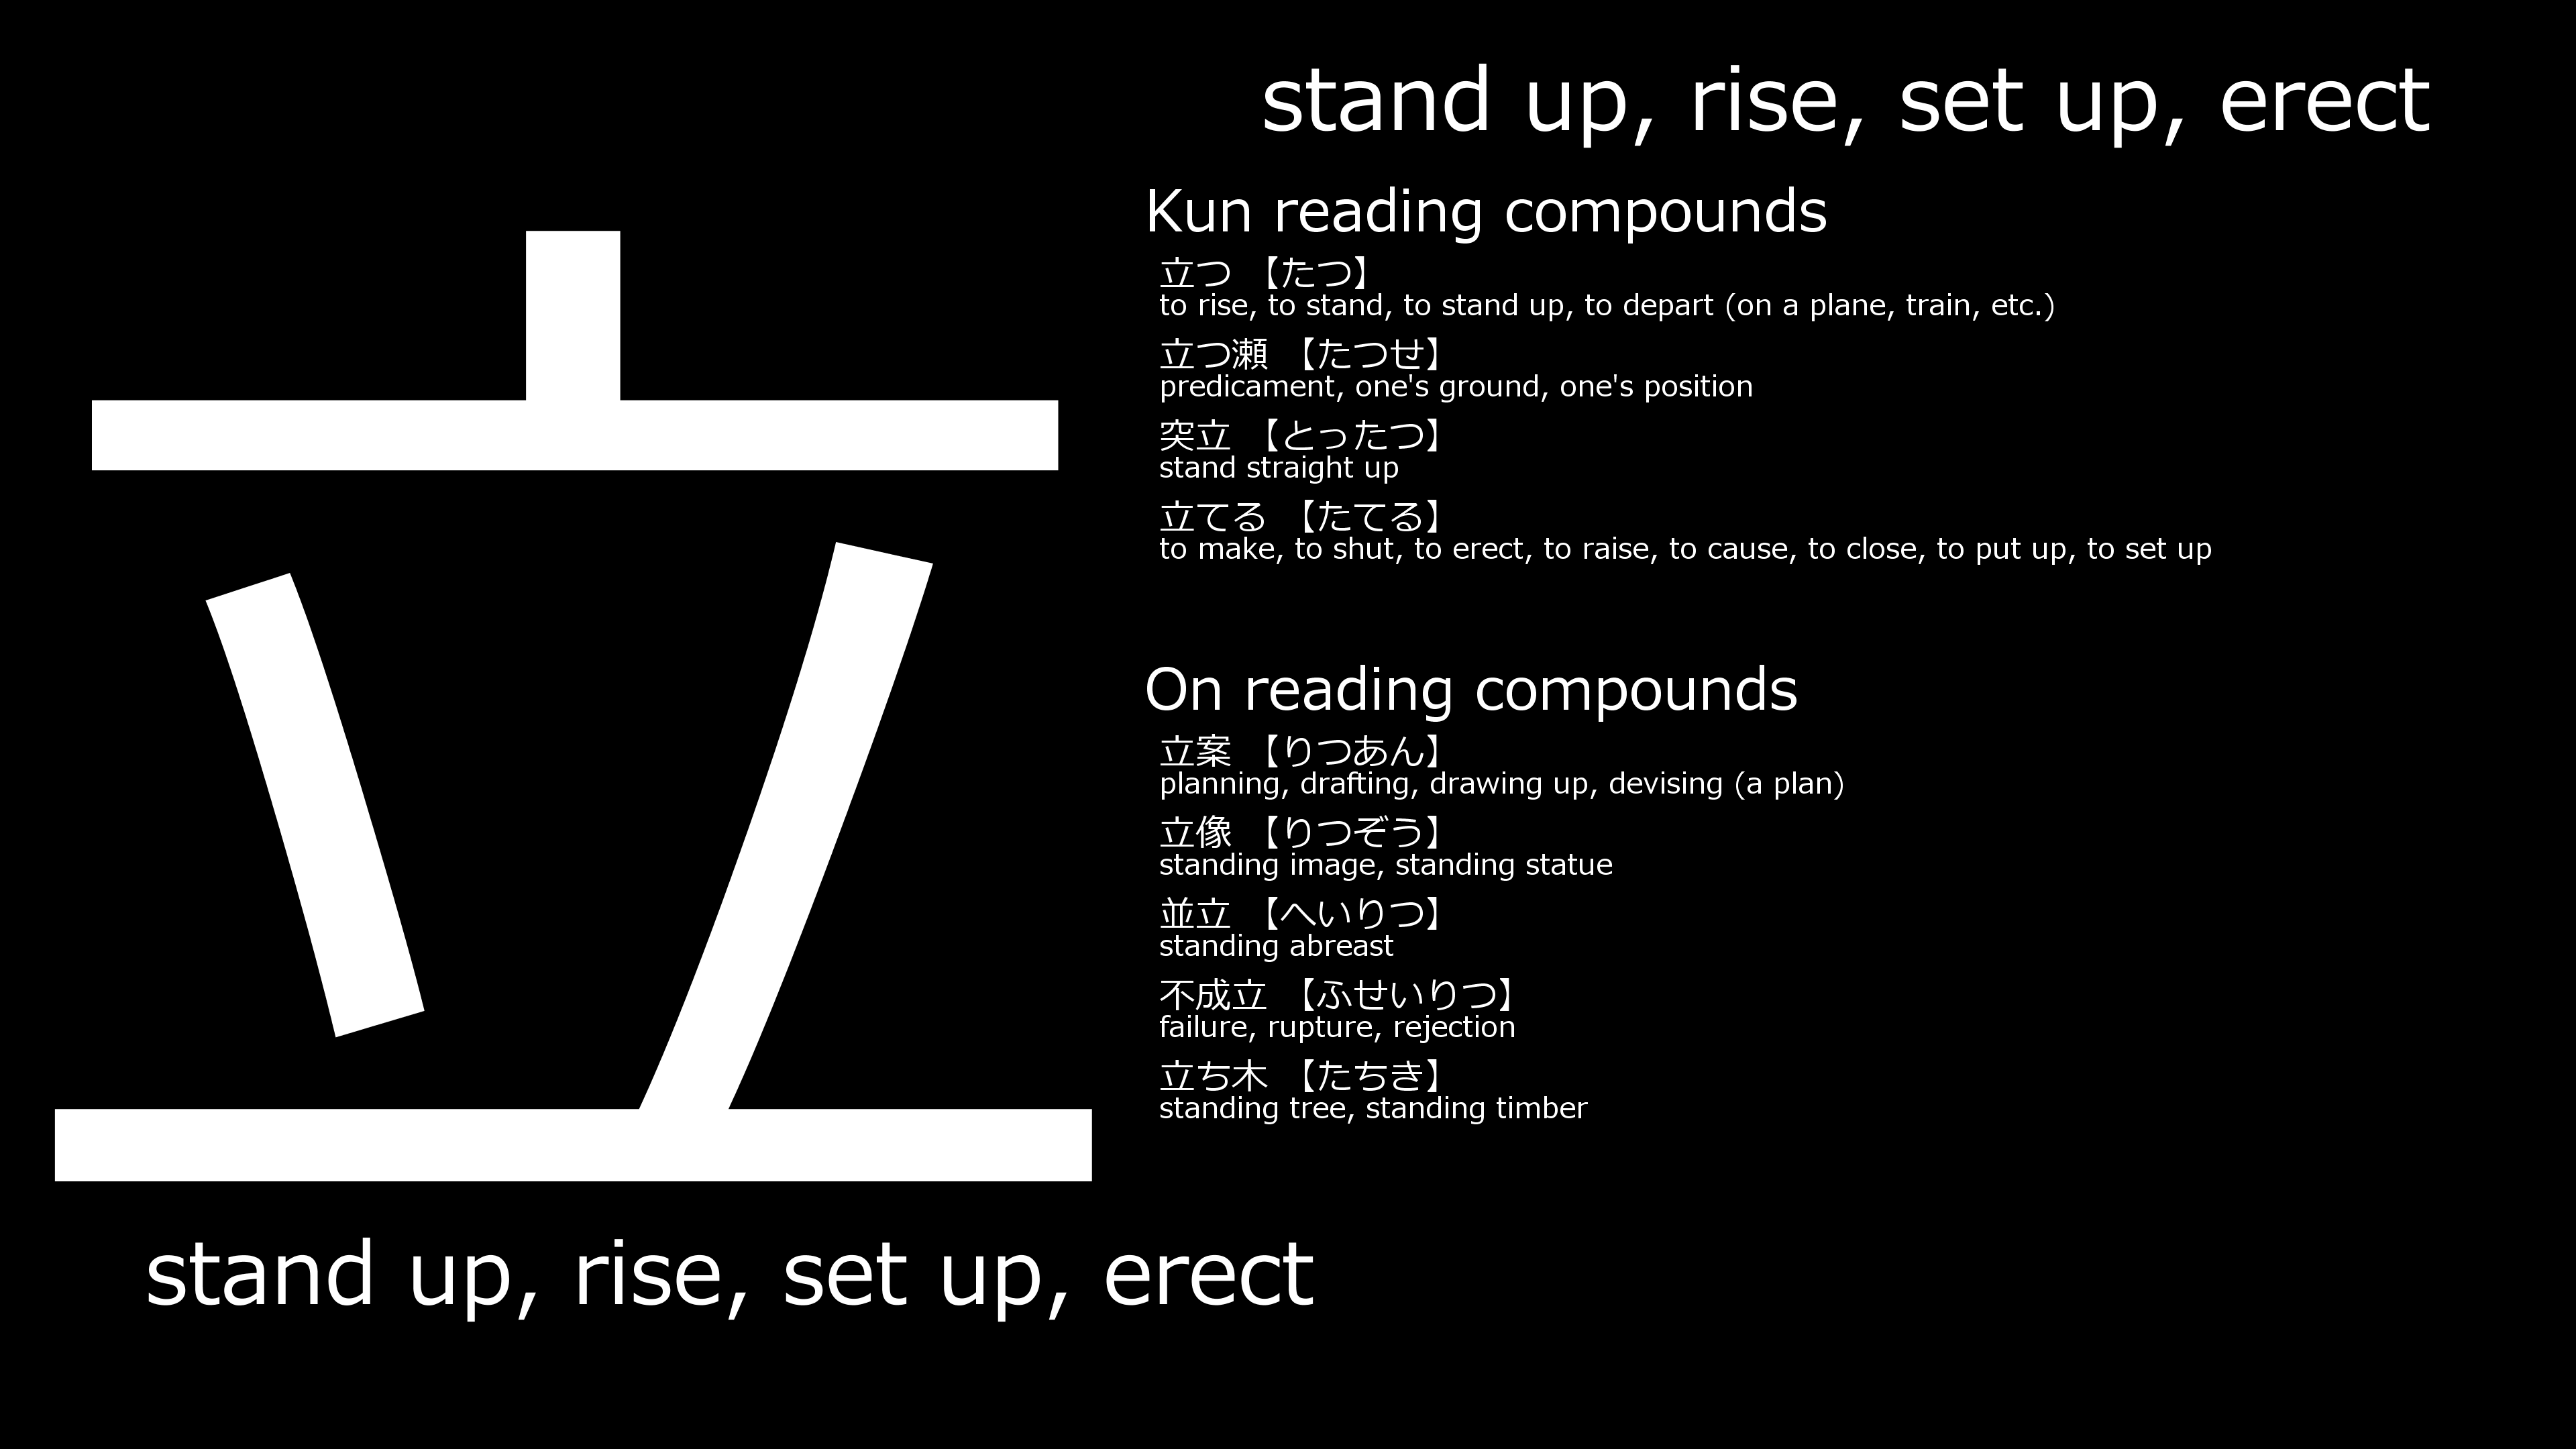 立
stand up, rise, set up, erect
stand up, rise, set up, erect
Kun reading compounds
立つ 【たつ】
to rise, to stand, to stand up, to depart (on a plane, train, etc.)
立つ瀬 【たつせ】
predicament, one's ground, one's position
突立 【とったつ】
stand straight up
立てる 【たてる】
to make, to shut, to erect, to raise, to cause, to close, to put up, to set up
On reading compounds
立案 【りつあん】
planning, drafting, drawing up, devising (a plan)
立像 【りつぞう】
standing image, standing statue
並立 【へいりつ】
standing abreast
不成立 【ふせいりつ】
failure, rupture, rejection
立ち木 【たちき】
standing tree, standing timber